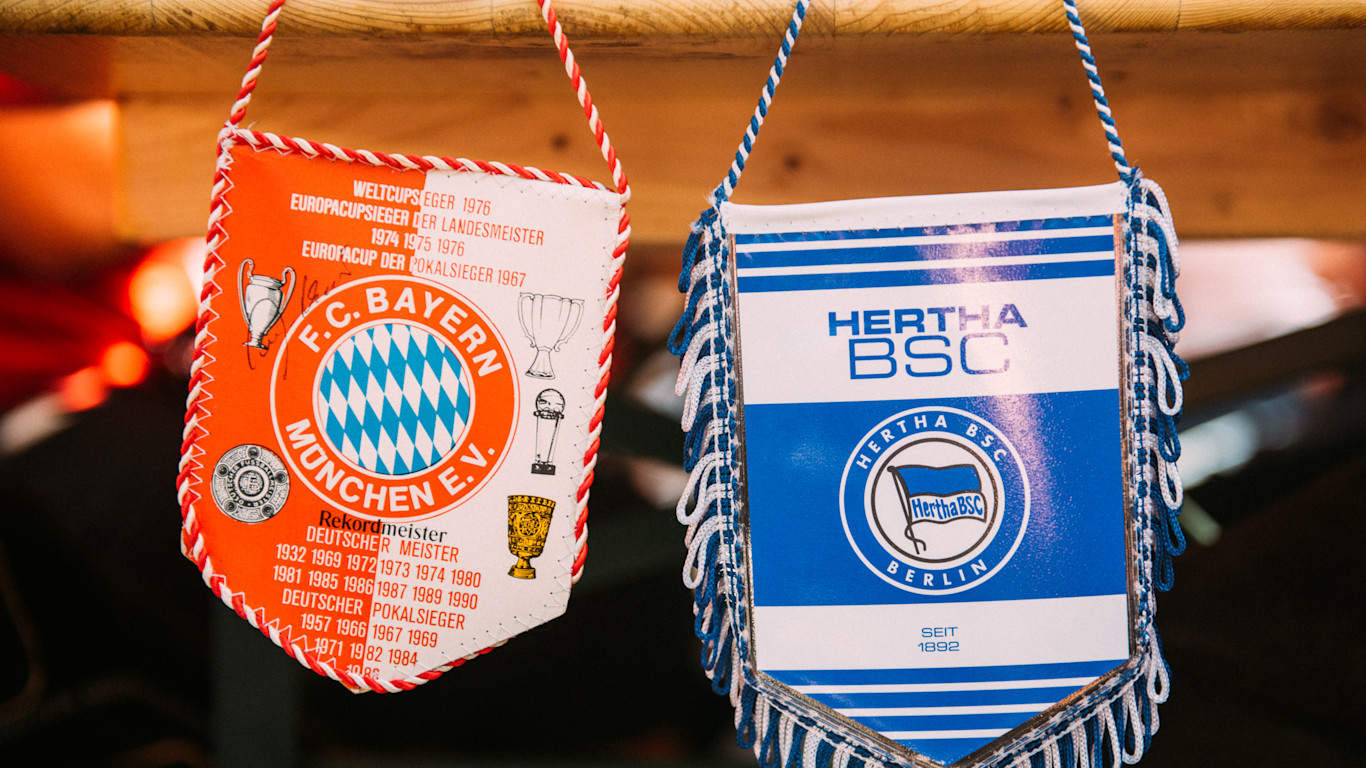 WELTCUPSIEGER 1976
EUROPACUPSIEGER DER LANDESMEISTER
1974 1975 1976
EUROPACUP DER POKALSIEGER 1967
F.C. BAYERN
MÜNCHEN E.V.
Rekordmeister
DEUTSCHER MEISTER
1932 1969 1972 1973 1974 1980
1981 1985 1986 1987 1989 1990
DEUTSCHER POKALSIEGER
1957 1966 1967 1969
1971 1982 1984
1986
HERTHA
BSC
HERTHA BSC
HerthaBSC
BERLIN
SEIT
1892